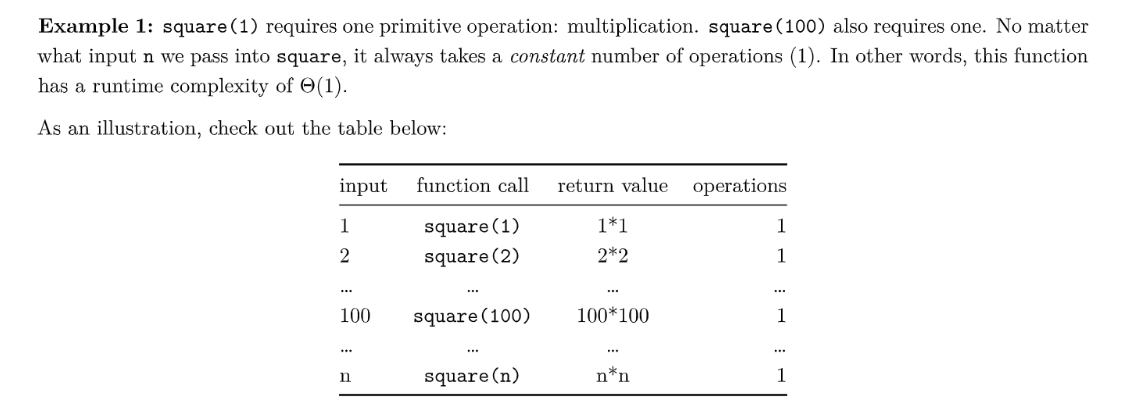 Example 1: square(1) requires one primitive operation: multiplication. square(100) also requires one. No matter
what input n we pass into square, it always takes a constant number of operations (1). In other words, this function
has a runtime complexity of Θ(1).
As an illustration, check out the table below:
input function call return value operations
1 square(1) 1*1 1
2 square(2) 2*2 1
... ... ... ...
100 square(100) 100*100 1
... ... ... ...
n square(n) n*n 1